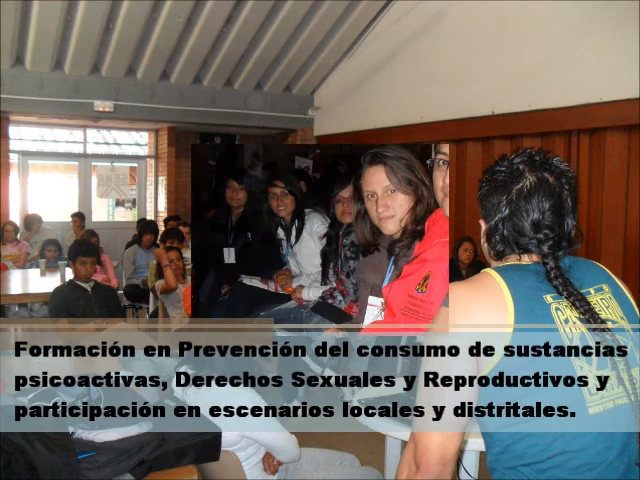 Formación en Prevención del consumo de sustancias
psicoactivas, Derechos Sexuales y Reproductivos y
participación en escenarios locales y distritales.